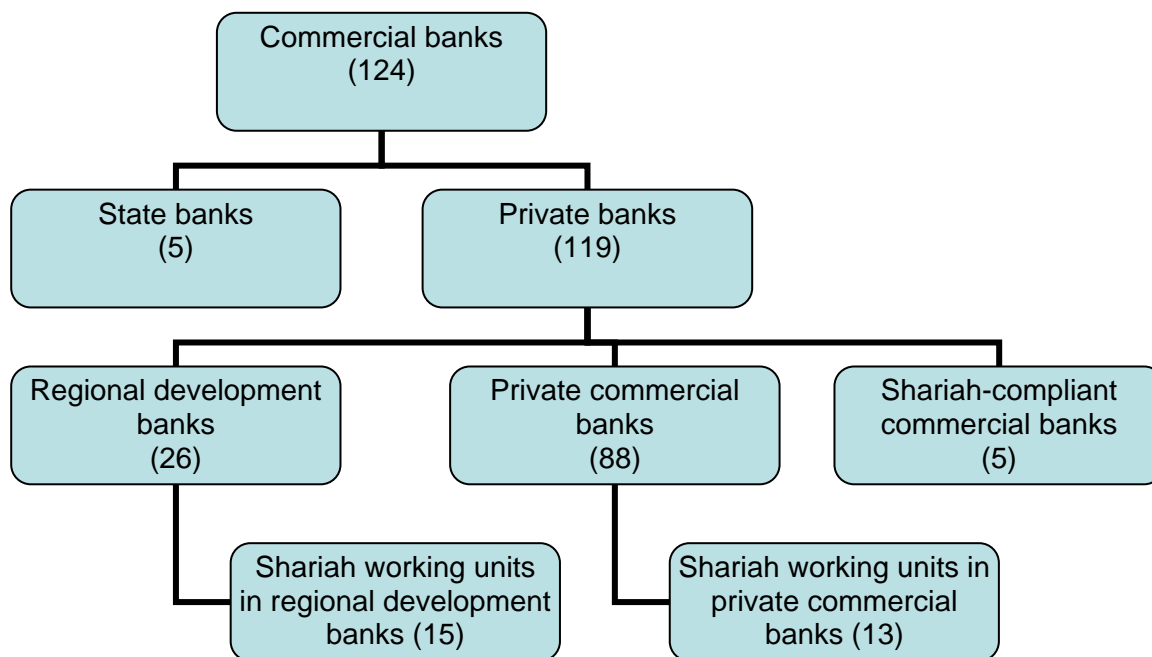 Commercial banks
(124)
State banks
(5)
Private banks
(119)
Regional development
banks
(26)
Private commercial
banks
(88)
Shariah-compliant
commercial banks
(5)
Shariah working units
in regional development
banks (15)
Shariah working units in
private commercial
banks (13)